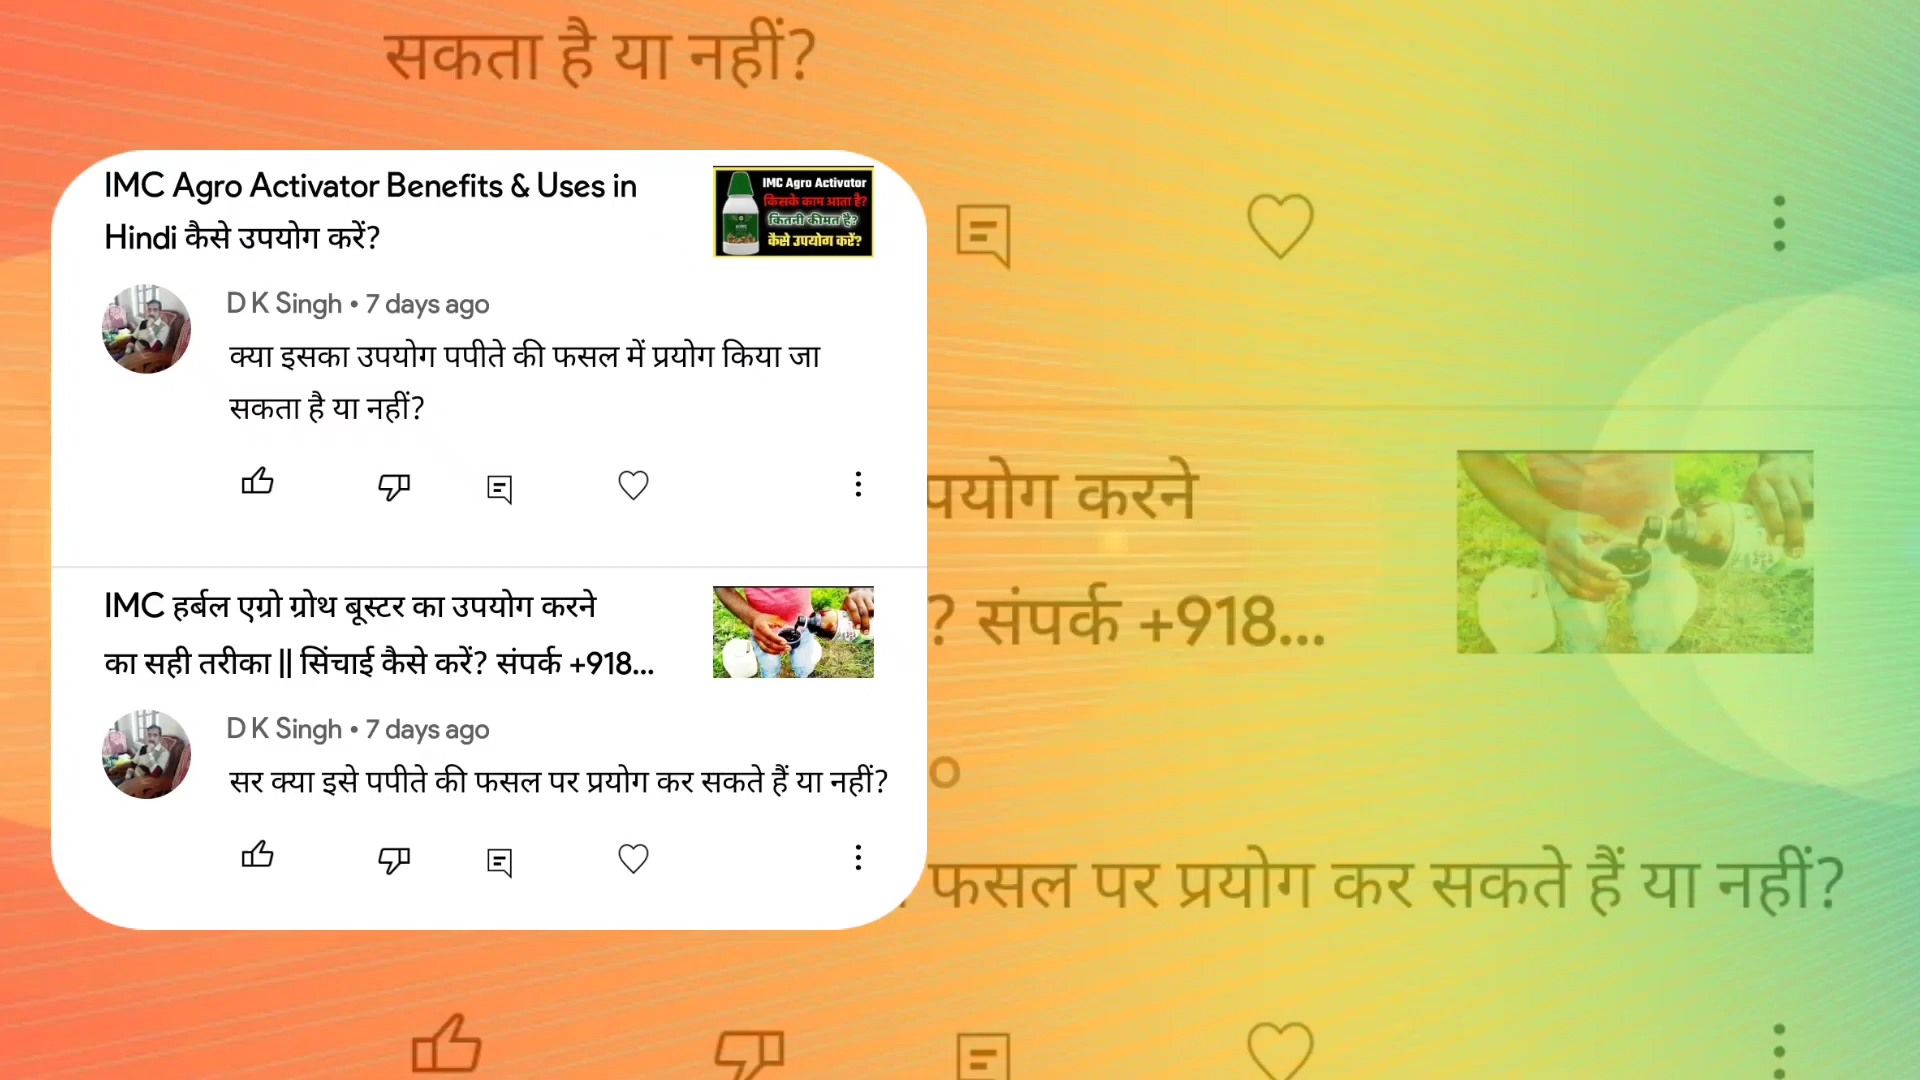 सकता है या नहीं?
IMC Agro Activator Benefits & Uses in
Hindi कैसे उपयोग करें?
IMC Agro Activator
किसके काम आता है?
कितनी कीमत है?
कैसे उपयोग करें?
D K Singh • 7 days ago
क्या इसका उपयोग पपीते की फसल में प्रयोग किया जा
सकता है या नहीं?
IMC हर्बल एग्रो ग्रोथ बूस्टर का उपयोग करने
का सही तरीका || सिंचाई कैसे करें? संपर्क +918...
D K Singh • 7 days ago
सर क्या इसे पपीते की फसल पर प्रयोग कर सकते हैं या नहीं?
पयोग करने
? संपर्क +918...
o
फसल पर प्रयोग कर सकते हैं या नहीं?